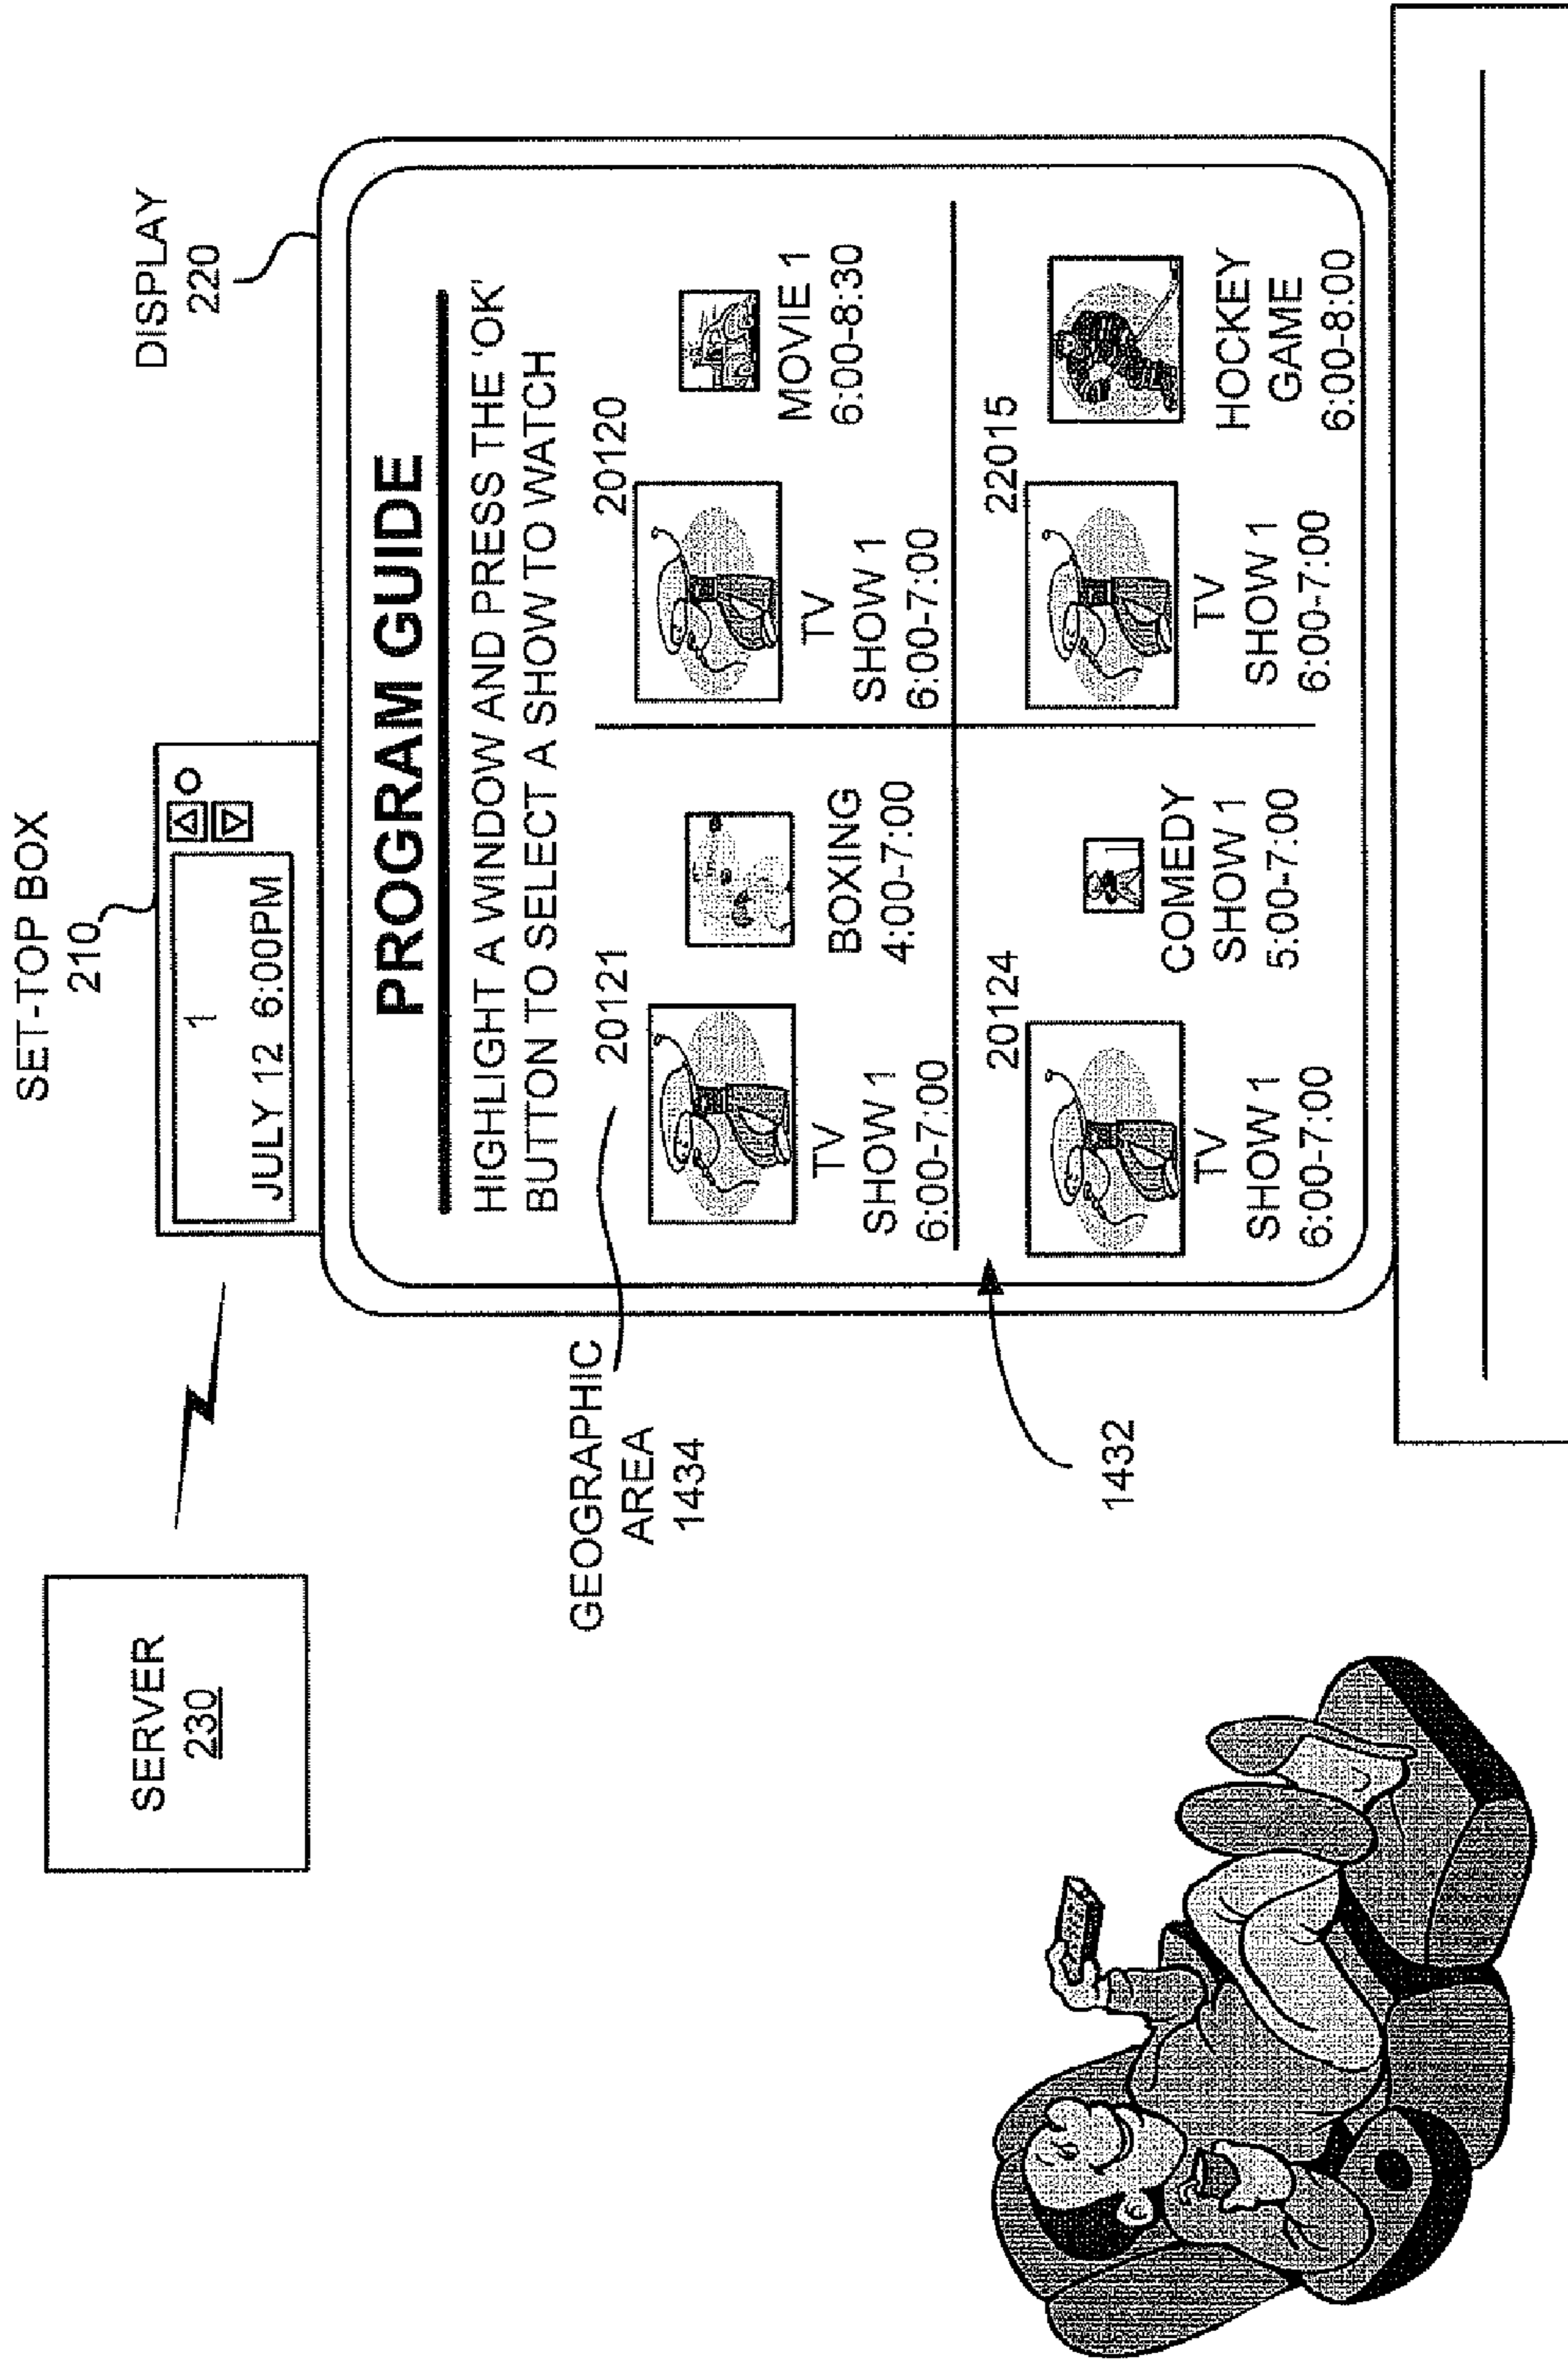 SET-TOP BOX
210
1
JULY 12 6:00PM
SERVER
230
DISPLAY
220
PROGRAM GUIDE
HIGHLIGHT A WINDOW AND PRESS THE 'OK'
BUTTON TO SELECT A SHOW TO WATCH
GEOGRAPHIC
AREA
1434
20121
TV
SHOW 1
6:00-7:00
BOXING
4:00-7:00
20120
TV
SHOW 1
6:00-7:00
MOVIE 1
6:00-8:30
1432
20124
TV
SHOW 1
6:00-7:00
COMEDY
SHOW 1
5:00-7:00
22015
TV
SHOW 1
6:00-7:00
HOCKEY
GAME
6:00-8:00